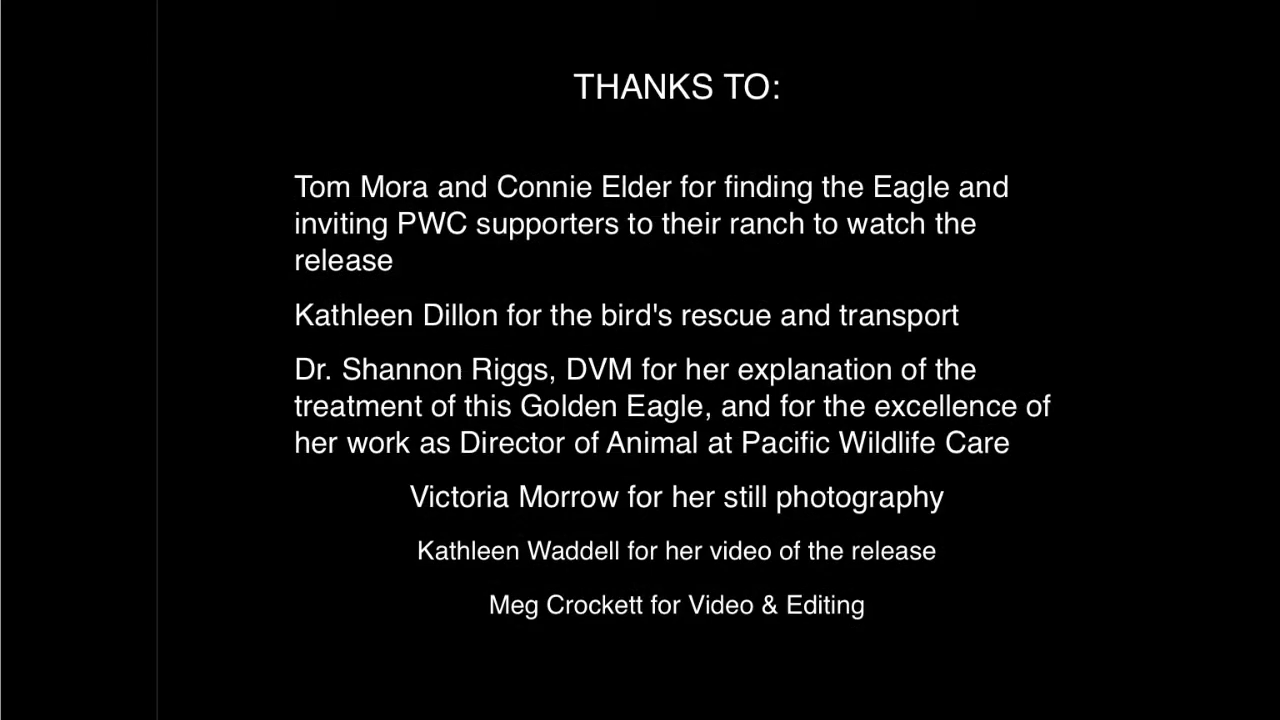 THANKS TO:
Tom Mora and Connie Elder for finding the Eagle and
inviting PWC supporters to their ranch to watch the
release
Kathleen Dillon for the bird's rescue and transport
Dr. Shannon Riggs, DVM for her explanation of the
treatment of this Golden Eagle, and for the excellence of
her work as Director of Animal at Pacific Wildlife Care
Victoria Morrow for her still photography
Kathleen Waddell for her video of the release
Meg Crockett for Video & Editing